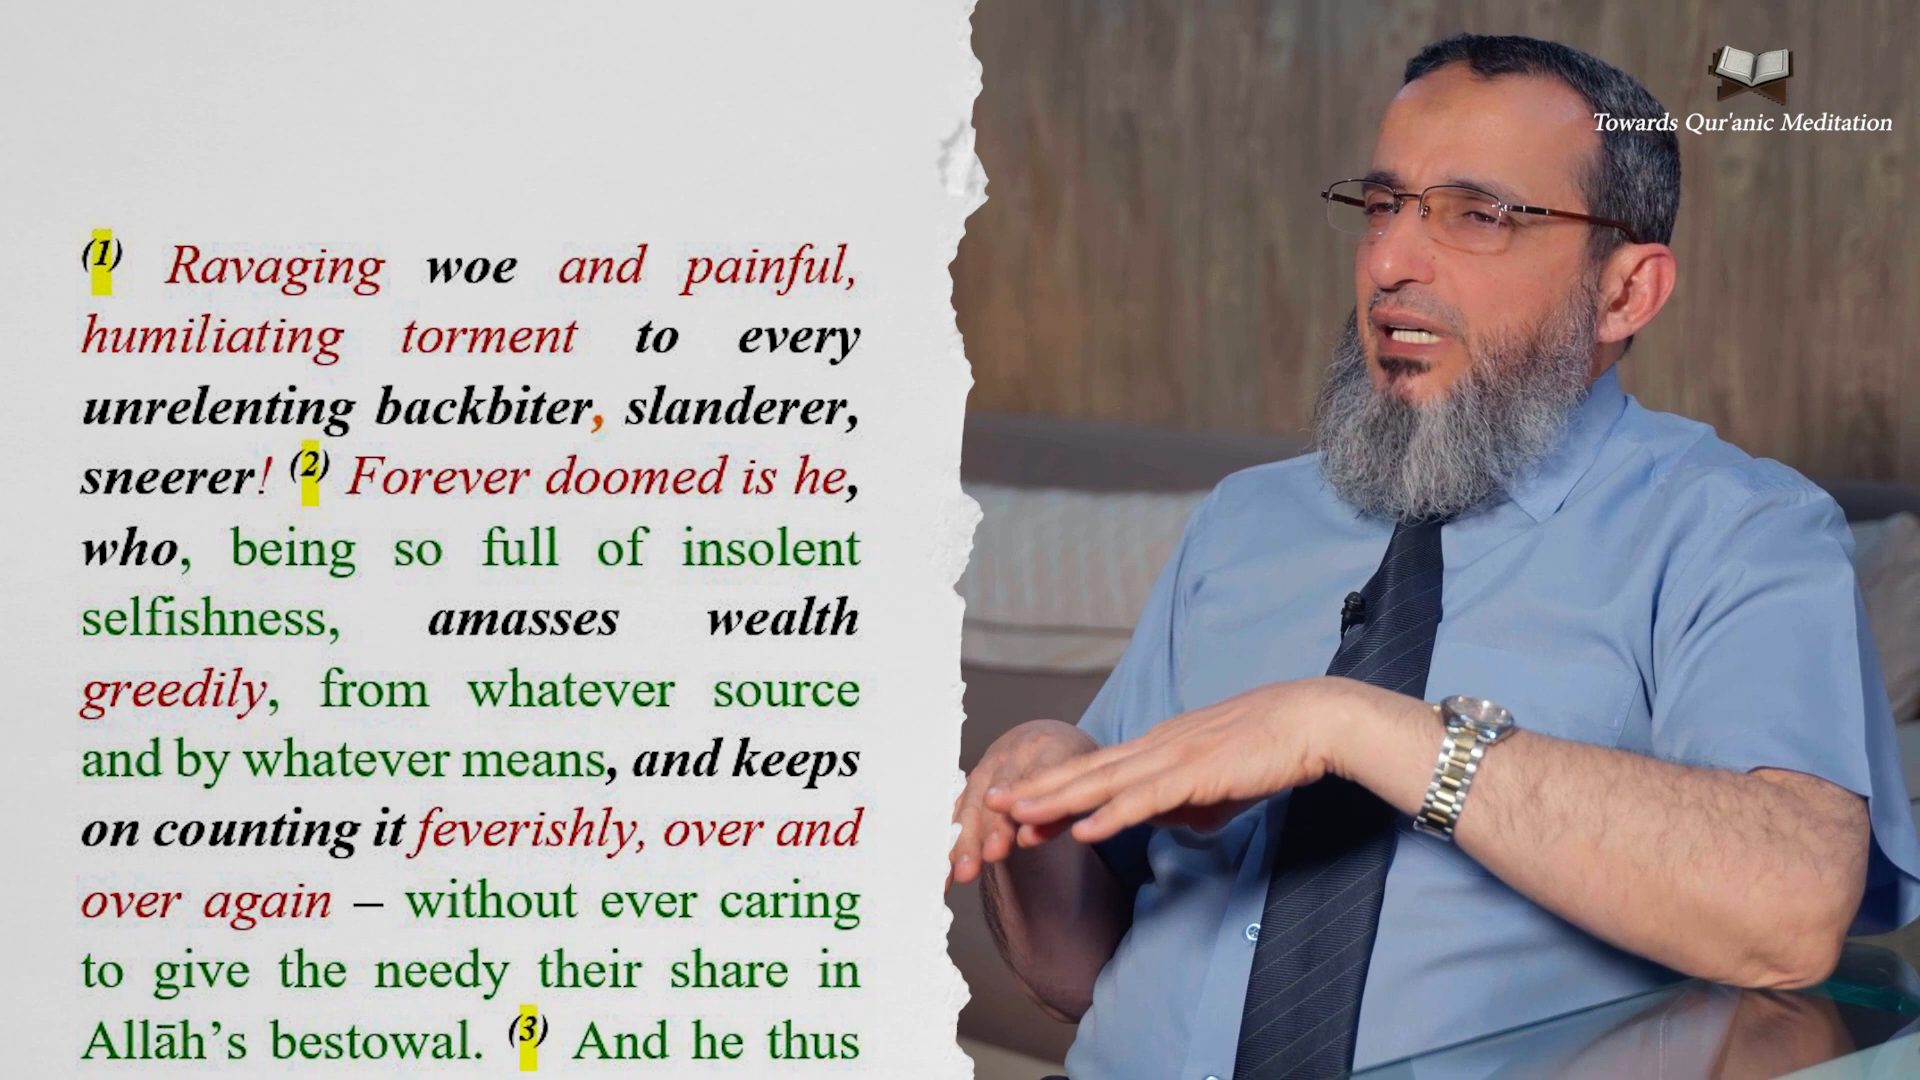 (1) Ravaging woe and painful,
humiliating torment to every
unrelenting backbiter, slanderer,
sneerer! (2) Forever doomed is he,
who, being so full of insolent
selfishness, amasses wealth
greedily, from whatever source
and by whatever means, and keeps
on counting it feverishly, over and
over again – without ever caring
to give the needy their share in
Allāh’s bestowal. (3) And he thus
Towards Qur'anic Meditation